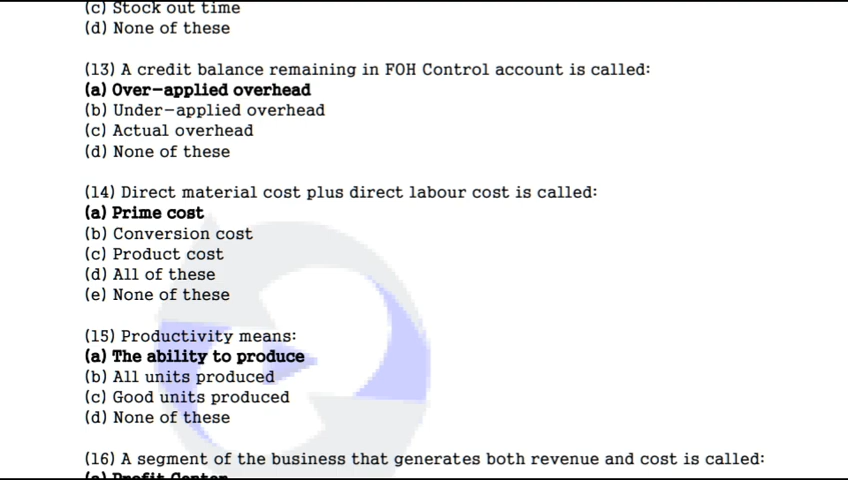 (c) Stock out time
(d) None of these
(13) A credit balance remaining in FOH Control account is called:
(a) Over-applied overhead
(b) Under-applied overhead
(c) Actual overhead
(d) None of these
(14) Direct material cost plus direct labour cost is called:
(a) Prime cost
(b) Conversion cost
(c) Product cost
(d) All of these
(e) None of these
(15) Productivity means:
(a) The ability to produce
(b) All units produced
(c) Good units produced
(d) None of these
(16) A segment of the business that generates both revenue and cost is called:
(a) Profit Center